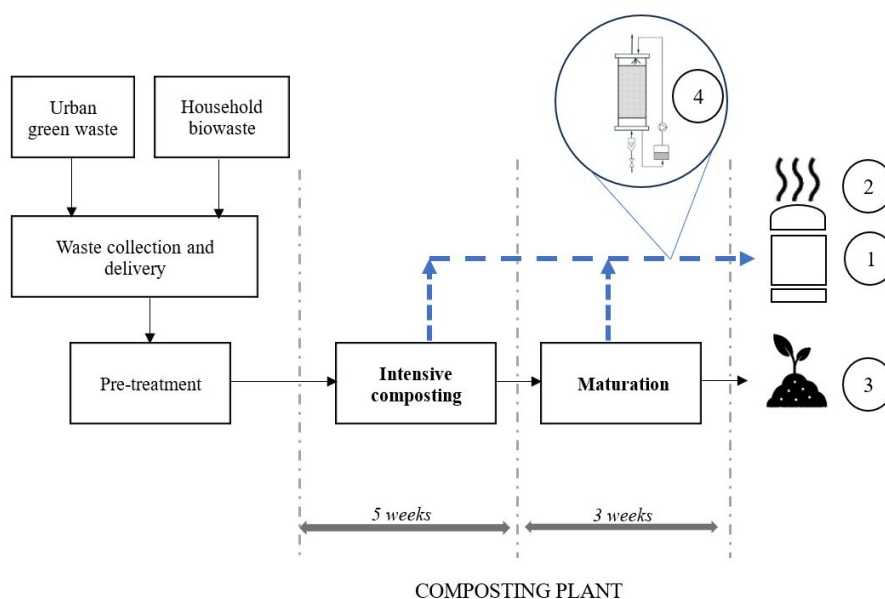 Urban
green waste
Household
biowaste
4
2
Waste collection and
delivery
1
Pre-treatment
Intensive
composting
Maturation
3
5 weeks
3 weeks
COMPOSTING PLANT